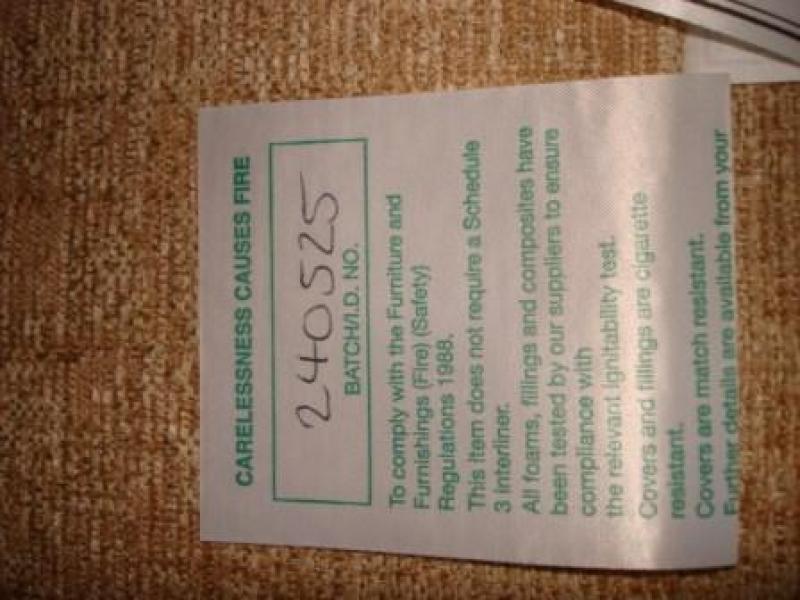 CARELESSNESS CAUSES FIRE
240525
BATCH/I.D. NO.
To comply with the Furniture and
Furnishings (Fire) (Safety)
Regulations 1988.
This item does not require a Schedule
3 interliner.
All foams, fillings and composites have
been tested by our suppliers to ensure
compliance with
the relevant ignitability test.
Covers and fillings are cigarette
resistant.
Covers are match resistant.
Further details are available from your